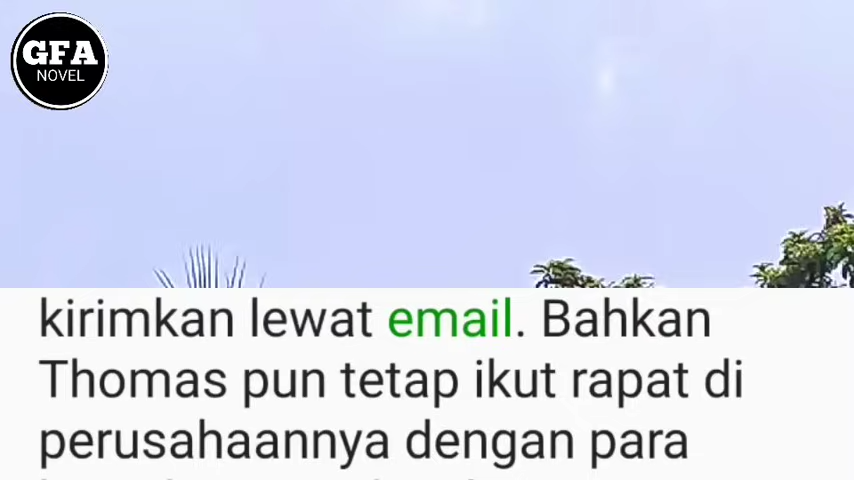 GFA
NOVEL
kirimkan lewat email. Bahkan
Thomas pun tetap ikut rapat di
perusahaannya dengan para